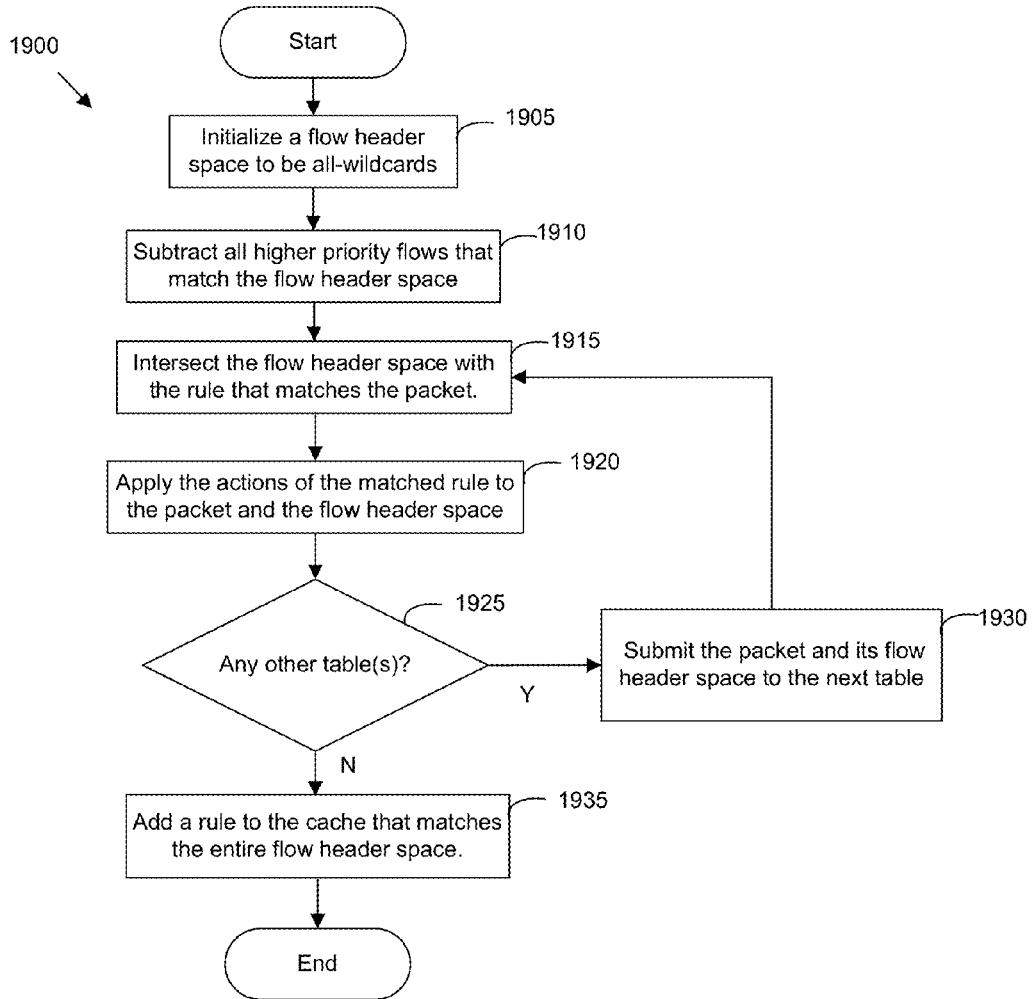 Start
1900
1905
Initialize a flow header
space to be all-wildcards
1910
Subtract all higher priority flows that
match the flow header space
1915
Intersect the flow header space with
the rule that matches the packet.
1920
Apply the actions of the matched rule to
the packet and the flow header space
1925
Any other table(s)?
Y
1930
Submit the packet and its flow
header space to the next table
N
1935
Add a rule to the cache that matches
the entire flow header space.
End